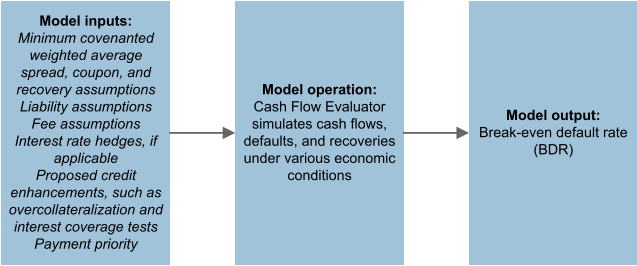 Model inputs:
Minimum covenanted
weighted average
spread, coupon, and
recovery assumptions
Liability assumptions
Fee assumptions
Interest rate hedges, if
applicable
Proposed credit
enhancements, such as
overcollateralization and
interest coverage tests
Payment priority
Model operation:
Cash Flow Evaluator
simulates cash flows,
defaults, and recoveries
under various economic
conditions
Model output:
Break-even default rate
(BDR)